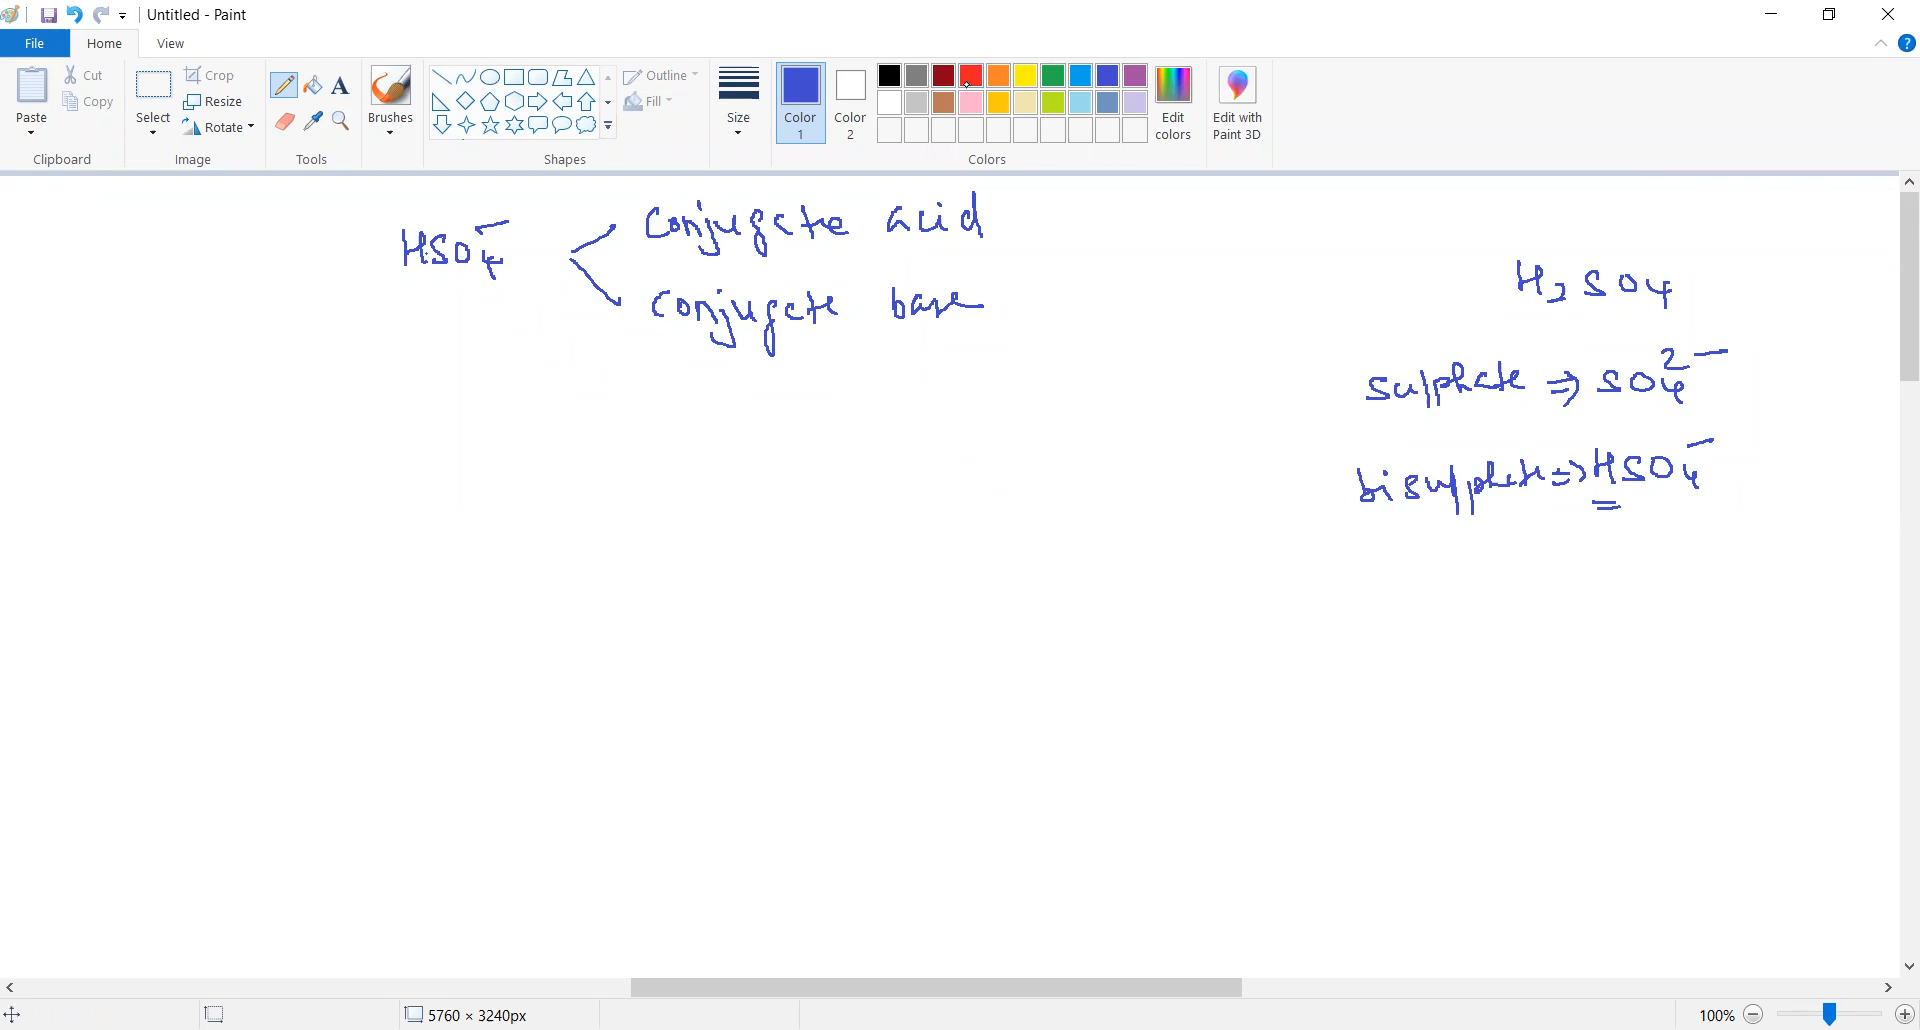 Untitled - Paint
File Home View
Cut
Copy
Paste
Clipboard
Crop
Resize
Rotate
Select
Image
Tools
Brushes
Outline
Fill
Shapes
Size
Color 1
Color 2
Edit colors
Colors
Edit with Paint 3D
HSO₄⁻
Conjugate acid
Conjugate base
H₂SO₄
sulphate ⇒ SO₄²⁻
bisulphate ⇒ HSO₄⁻
5760 × 3240px
100%